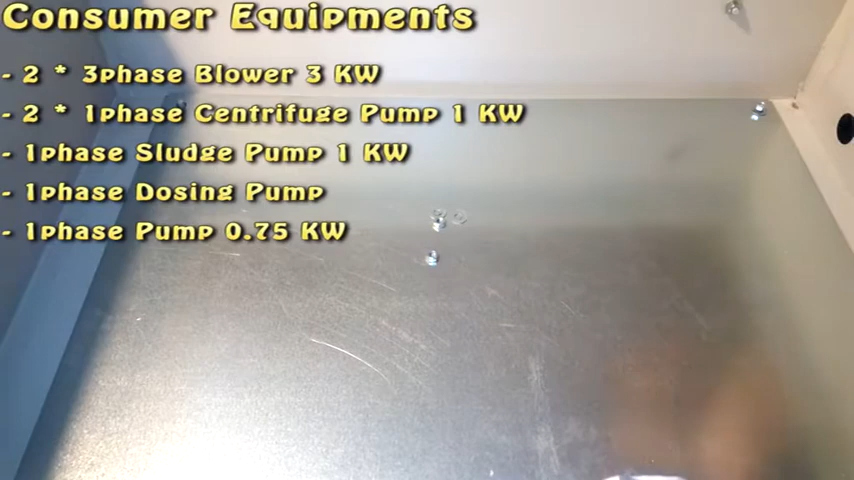 Consumer Equipments
- 2 * 3phase Blower 3 KW
- 2 * 1phase Centrifuge Pump 1 KW
- 1phase Sludge Pump 1 KW
- 1phase Dosing Pump
- 1phase Pump 0.75 KW